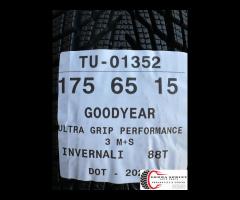 TU-01352
175 65 15
GOODYEAR
ULTRA GRIP PERFORMANCE
3 M+S
INVERNALI 88T
DOT - 202